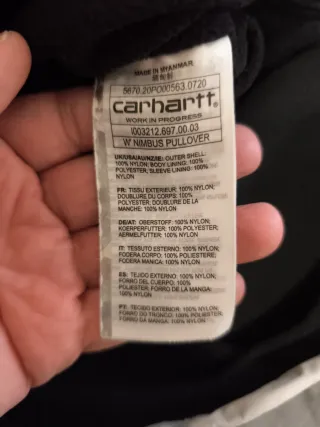 MADE IN MYANMAR
5670.20PO00563.0720
carhartt.
WORK IN PROGRESS
I003212.697.00.03
W' NIMBUS PULLOVER
UK/USA/AUNZ/IE: OUTER SHELL:
100% NYLON; BODY LINING: 100%
POLYESTER; SLEEVE LINING: 100%
NYLON
FR: TISSU EXTERIEUR: 100% NYLON;
DOUBLURE DU CORPS: 100%
POLYESTER; DOUBLURE DE LA
MANCHE: 100% NYLON
DE/AT: OBERSTOFF: 100% NYLON;
KOERPERFUTTER: 100% POLYESTER;
AERMELFUTTER: 100% NYLON
IT: TESSUTO ESTERNO: 100% NYLON;
FODERA CORPO: 100% POLIESTERE;
FODERA MANICA: 100% NYLON
ES: TEJIDO EXTERNO: 100% NYLON;
FORRO DEL CUERPO: 100%
POLIESTER; FORRO DE LA MANGA:
100% NYLON
PT: TECIDO EXTERIOR: 100% NYLON;
FORRO DO TRONCO: 100% POLIESTER;
FORRO DA MANGA: 100% NYLON